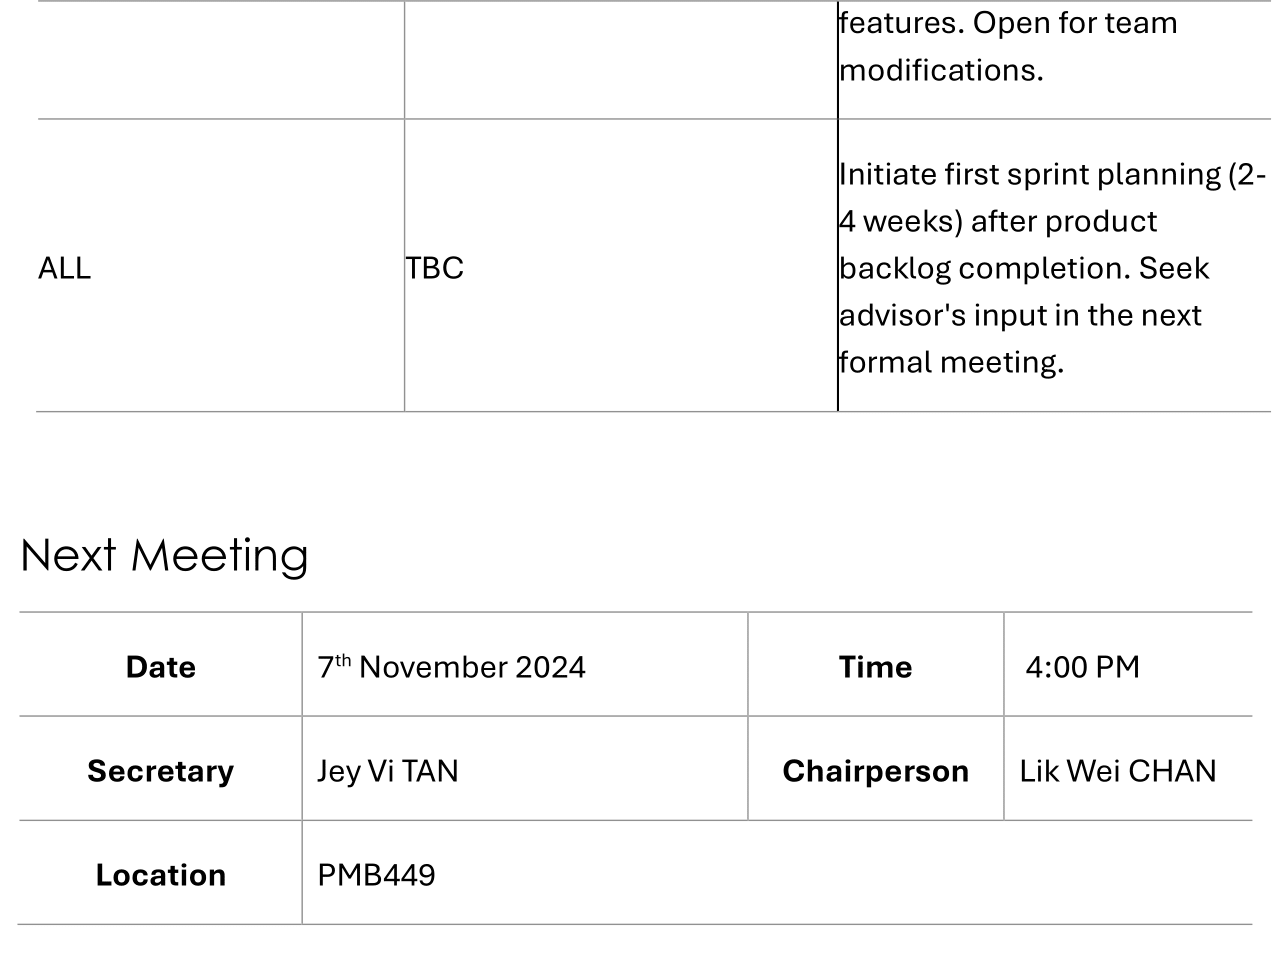 features. Open for team
modifications.
ALL
TBC
Initiate first sprint planning (2-
4 weeks) after product
backlog completion. Seek
advisor's input in the next
formal meeting.
Next Meeting
Date 7th November 2024 Time 4:00 PM
Secretary Jey Vi TAN Chairperson Lik Wei CHAN
Location PMB449